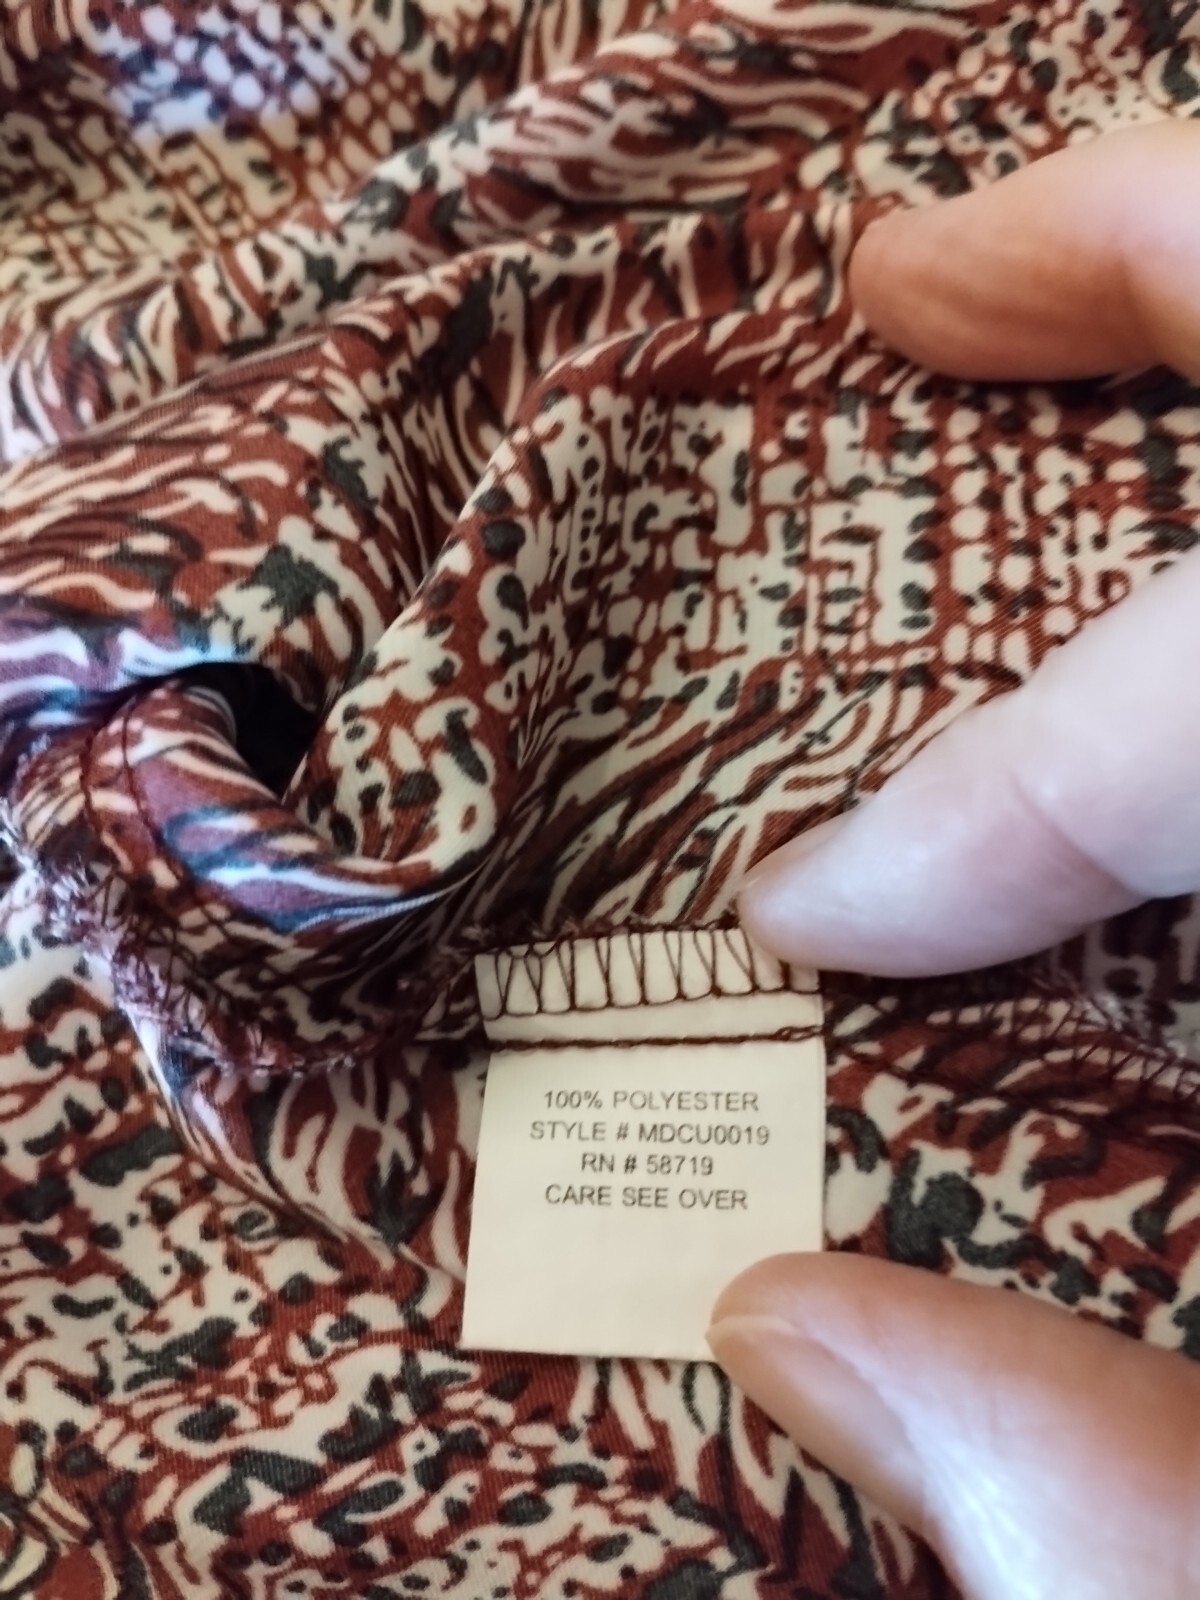 100% POLYESTER
STYLE # MDCU0019
RN # 58719
CARE SEE OVER